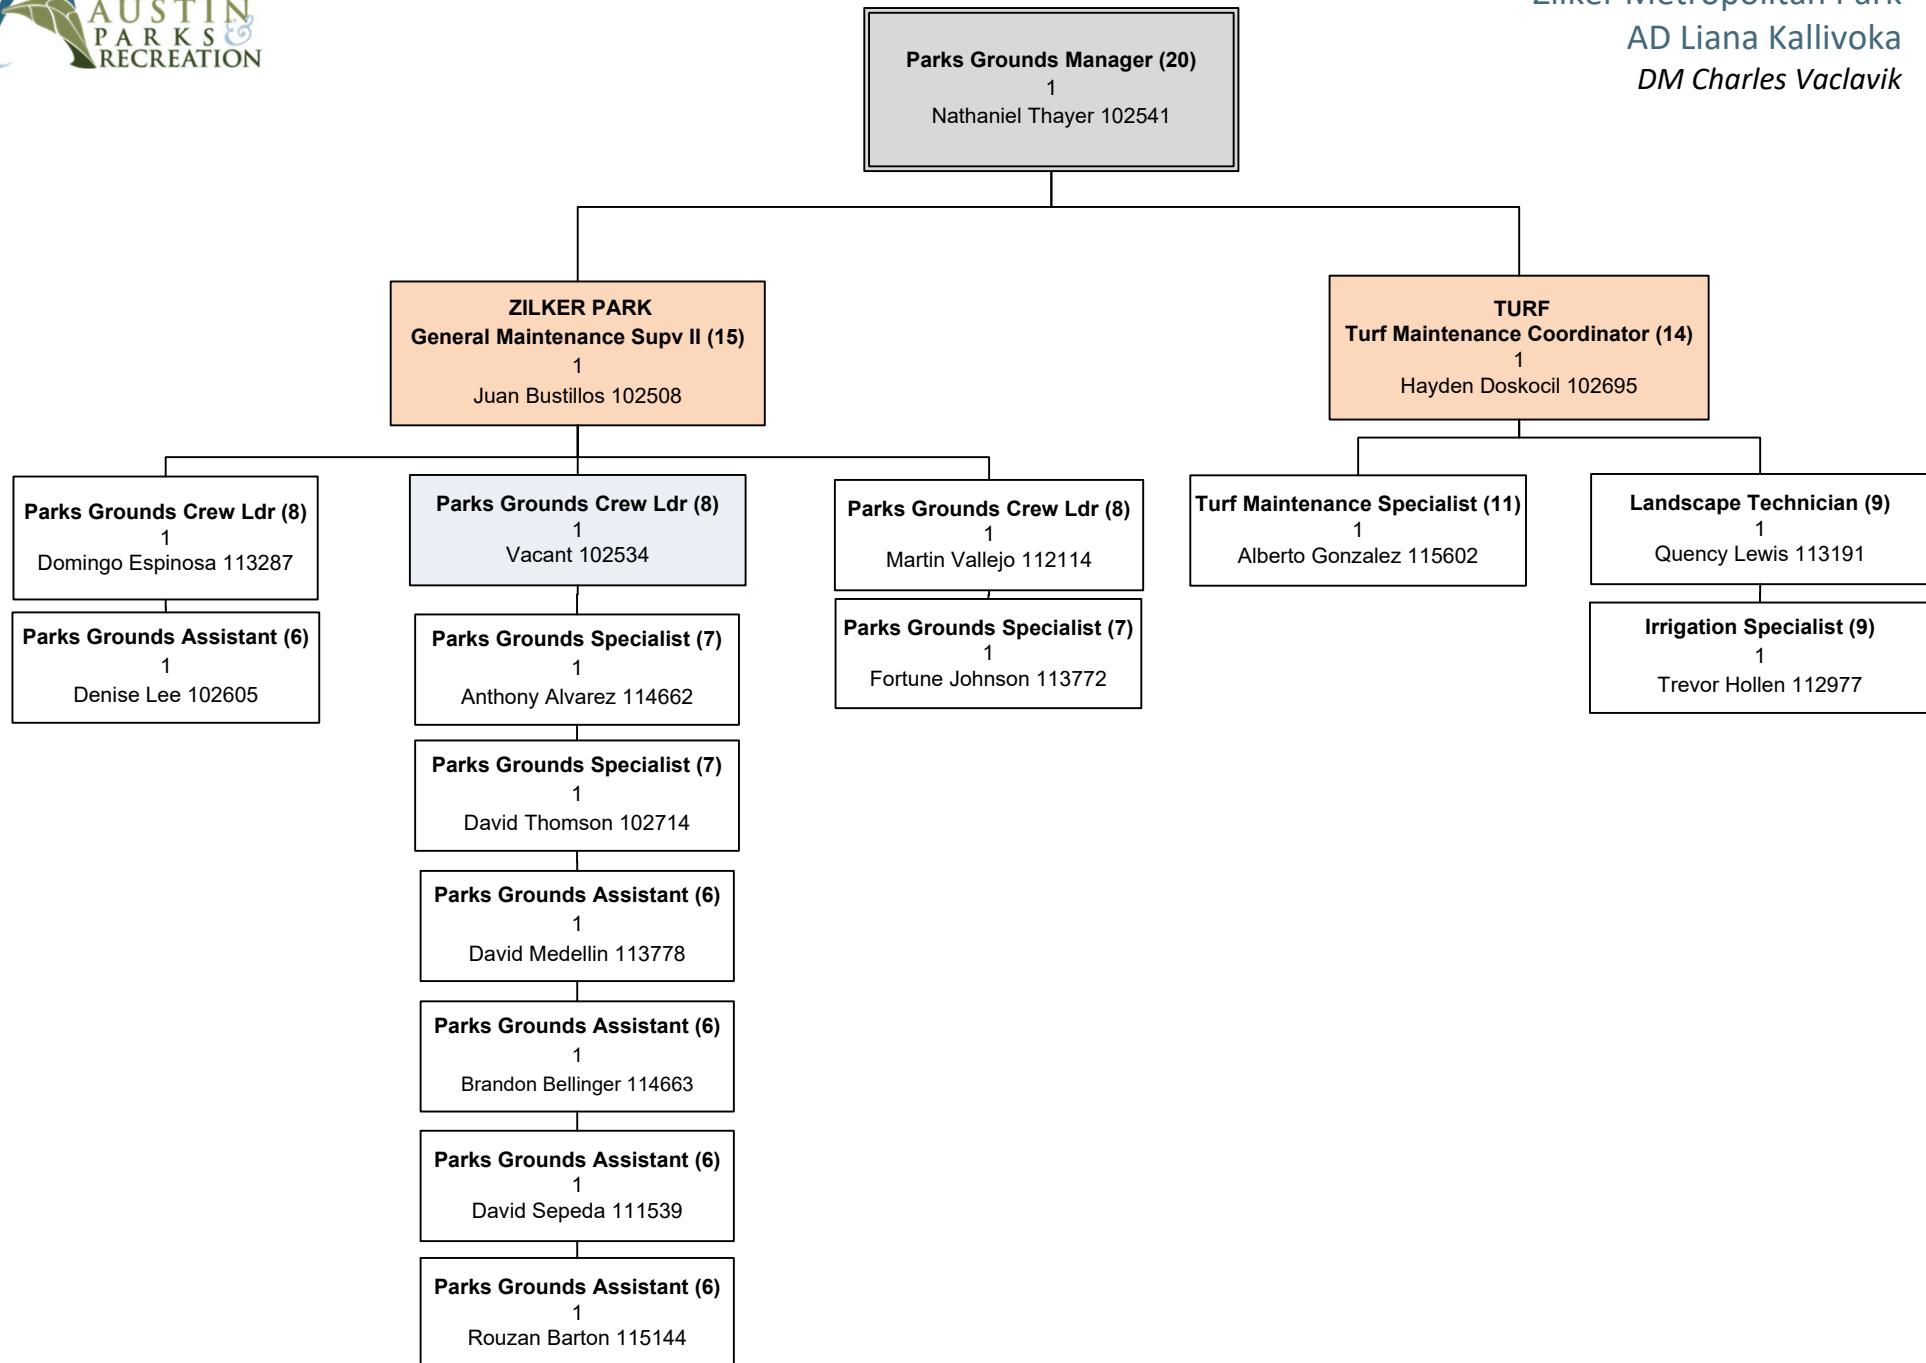 AUSTIN
PARKS &
RECREATION
Zilker Metropolitan Park
AD Liana Kallivoka
DM Charles Vaclavik
Parks Grounds Manager (20)
1
Nathaniel Thayer 102541
ZILKER PARK
General Maintenance Supv II (15)
1
Juan Bustillos 102508
TURF
Turf Maintenance Coordinator (14)
1
Hayden Doskocil 102695
Parks Grounds Crew Ldr (8)
1
Domingo Espinosa 113287
Parks Grounds Assistant (6)
1
Denise Lee 102605
Parks Grounds Crew Ldr (8)
1
Vacant 102534
Parks Grounds Specialist (7)
1
Anthony Alvarez 114662
Parks Grounds Specialist (7)
1
David Thomson 102714
Parks Grounds Assistant (6)
1
David Medellin 113778
Parks Grounds Assistant (6)
1
Brandon Bellinger 114663
Parks Grounds Assistant (6)
1
David Sepeda 111539
Parks Grounds Assistant (6)
1
Rouzan Barton 115144
Parks Grounds Crew Ldr (8)
1
Martin Vallejo 112114
Parks Grounds Specialist (7)
1
Fortune Johnson 113772
Turf Maintenance Specialist (11)
1
Alberto Gonzalez 115602
Landscape Technician (9)
1
Quency Lewis 113191
Irrigation Specialist (9)
1
Trevor Hollen 112977